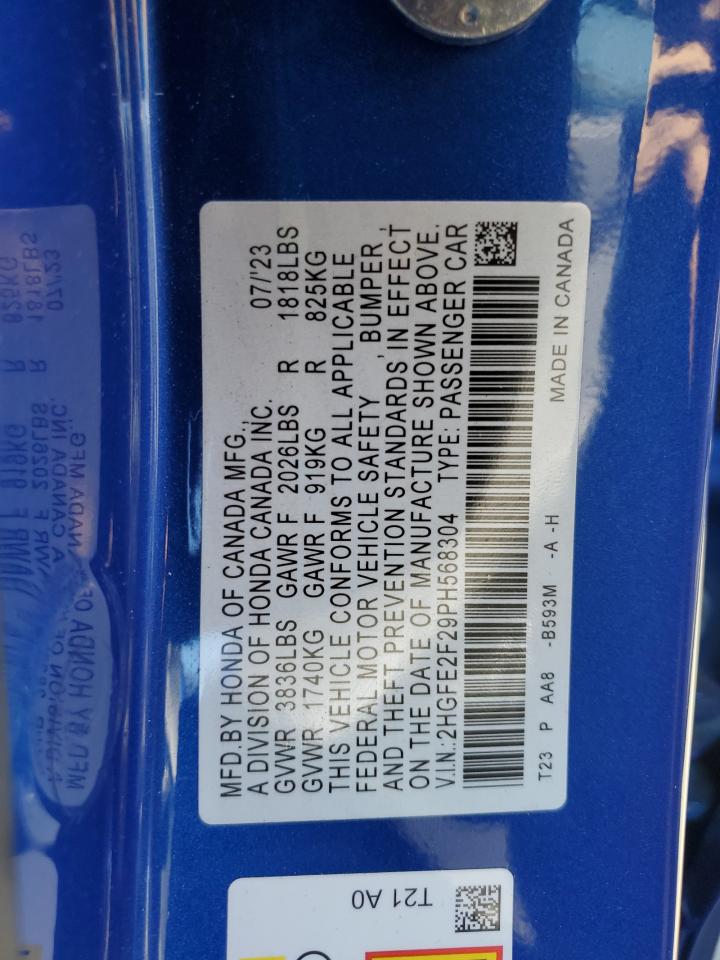 MFD.BY HONDA OF CANADA MFG., 07/'23
A DIVISION OF HONDA CANADA INC.
GVWR 3836LBS GAWR F 2026LBS R 1818LBS
GVWR 1740KG GAWR F 919KG R 825KG
THIS VEHICLE CONFORMS TO ALL APPLICABLE
FEDERAL MOTOR VEHICLE SAFETY, BUMPER,
AND THEFT PREVENTION STANDARDS IN EFFECT
ON THE DATE OF MANUFACTURE SHOWN ABOVE.
V.I.N.:2HGFE2F29PH568304 TYPE: PASSENGER CAR
T23 P AA8 -B593M -A -H MADE IN CANADA
T21 A0